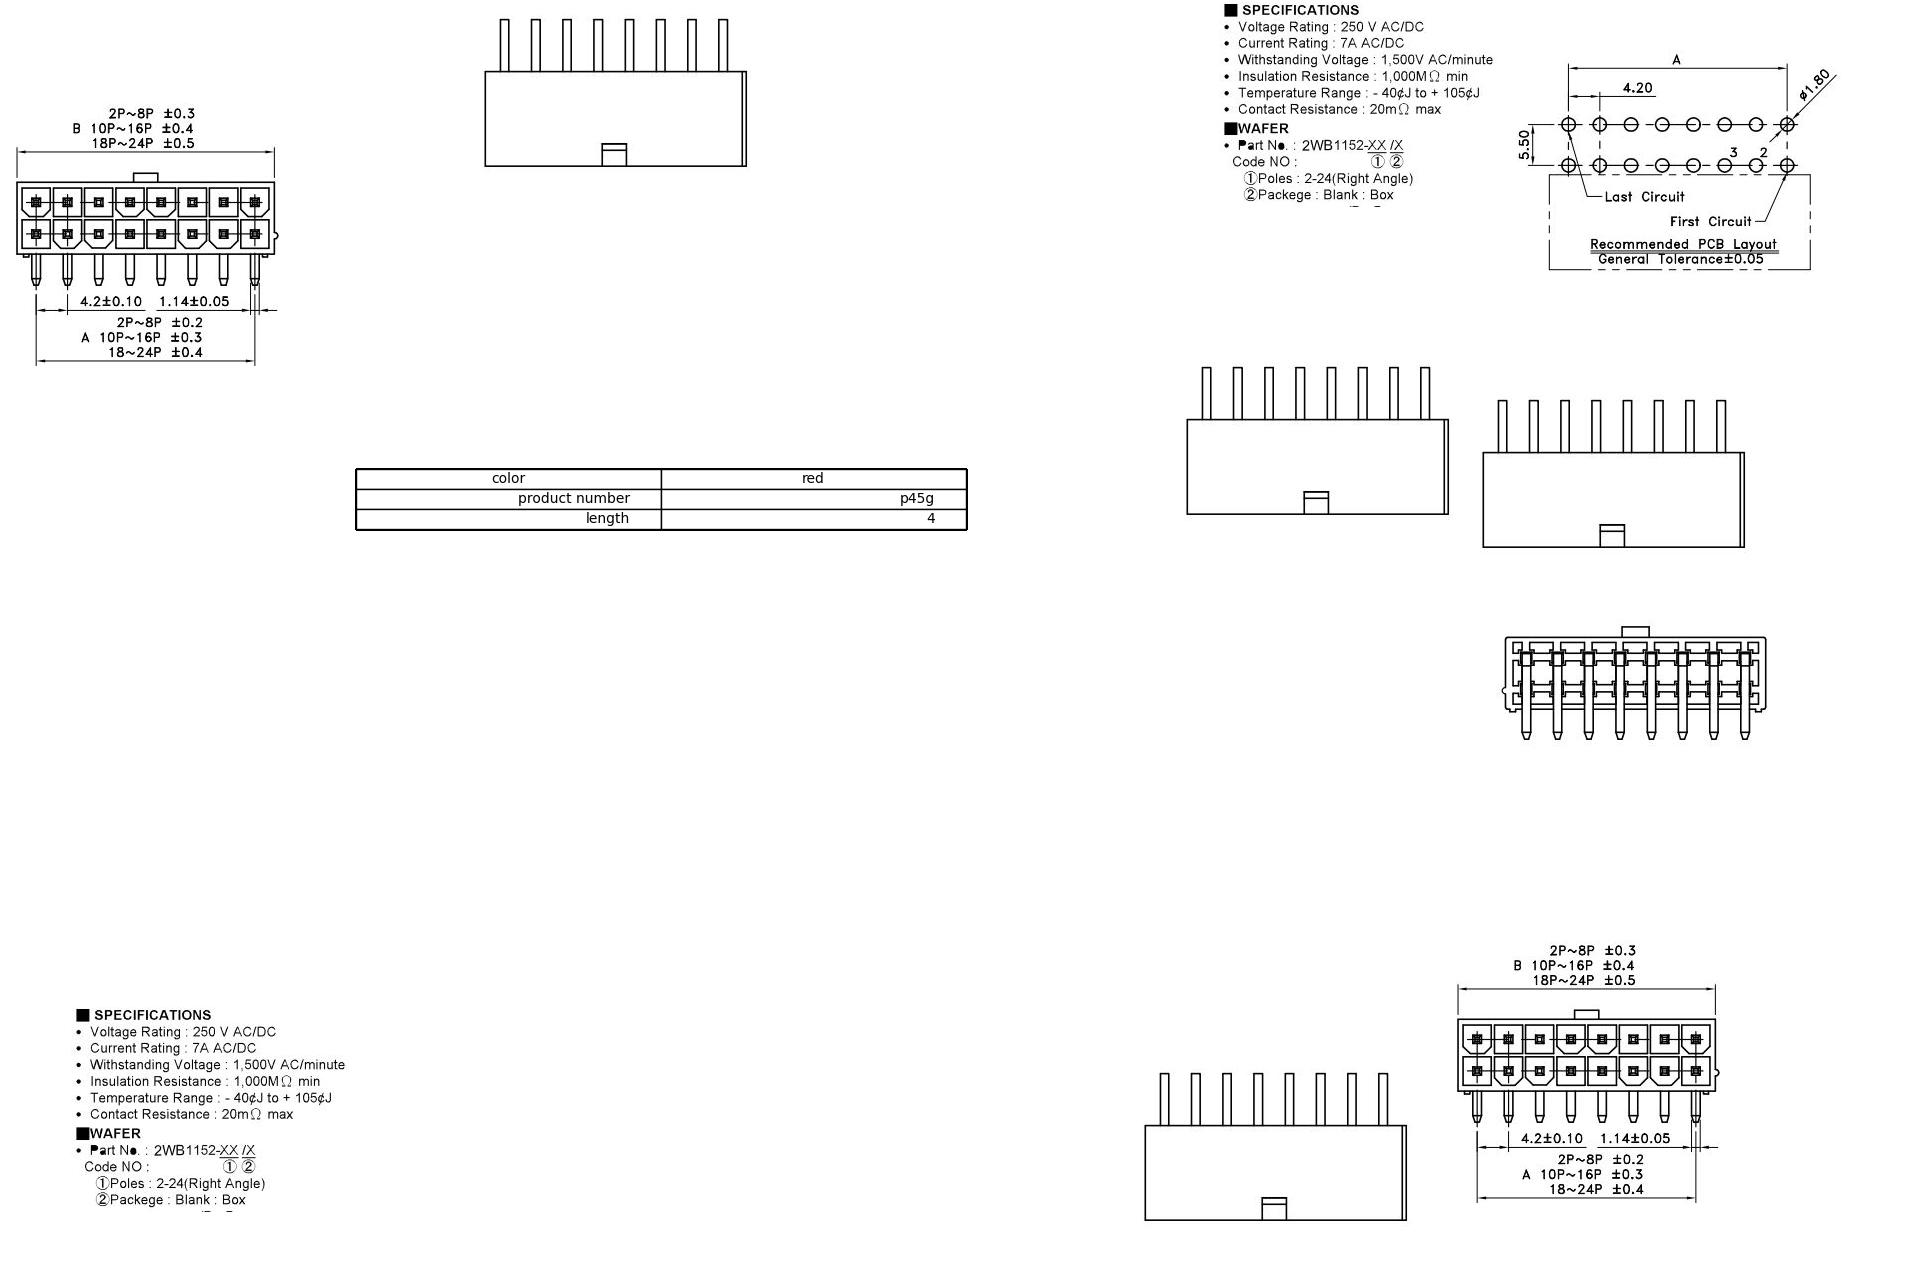 ■ SPECIFICATIONS
• Voltage Rating : 250 V AC/DC
• Current Rating : 7A AC/DC
• Withstanding Voltage : 1,500V AC/minute
• Insulation Resistance : 1,000MΩ min
• Temperature Range : - 40¢J to + 105¢J
• Contact Resistance : 20mΩ max
■WAFER
• Part No. : 2WB1152-XX /X
Code NO : ① ②
①Poles : 2-24(Right Angle)
②Packege : Blank : Box
A
4.20
ø1.80
5.50
3 2
Last Circuit
First Circuit
Recommended PCB Layout
General Tolerance±0.05
2P~8P ±0.3
B 10P~16P ±0.4
18P~24P ±0.5
4.2±0.10 1.14±0.05
2P~8P ±0.2
A 10P~16P ±0.3
18~24P ±0.4
color red
product number p45g
length 4
2P~8P ±0.3
B 10P~16P ±0.4
18P~24P ±0.5
4.2±0.10 1.14±0.05
2P~8P ±0.2
A 10P~16P ±0.3
18~24P ±0.4
■ SPECIFICATIONS
• Voltage Rating : 250 V AC/DC
• Current Rating : 7A AC/DC
• Withstanding Voltage : 1,500V AC/minute
• Insulation Resistance : 1,000MΩ min
• Temperature Range : - 40¢J to + 105¢J
• Contact Resistance : 20mΩ max
■WAFER
• Part No. : 2WB1152-XX /X
Code NO : ① ②
①Poles : 2-24(Right Angle)
②Packege : Blank : Box